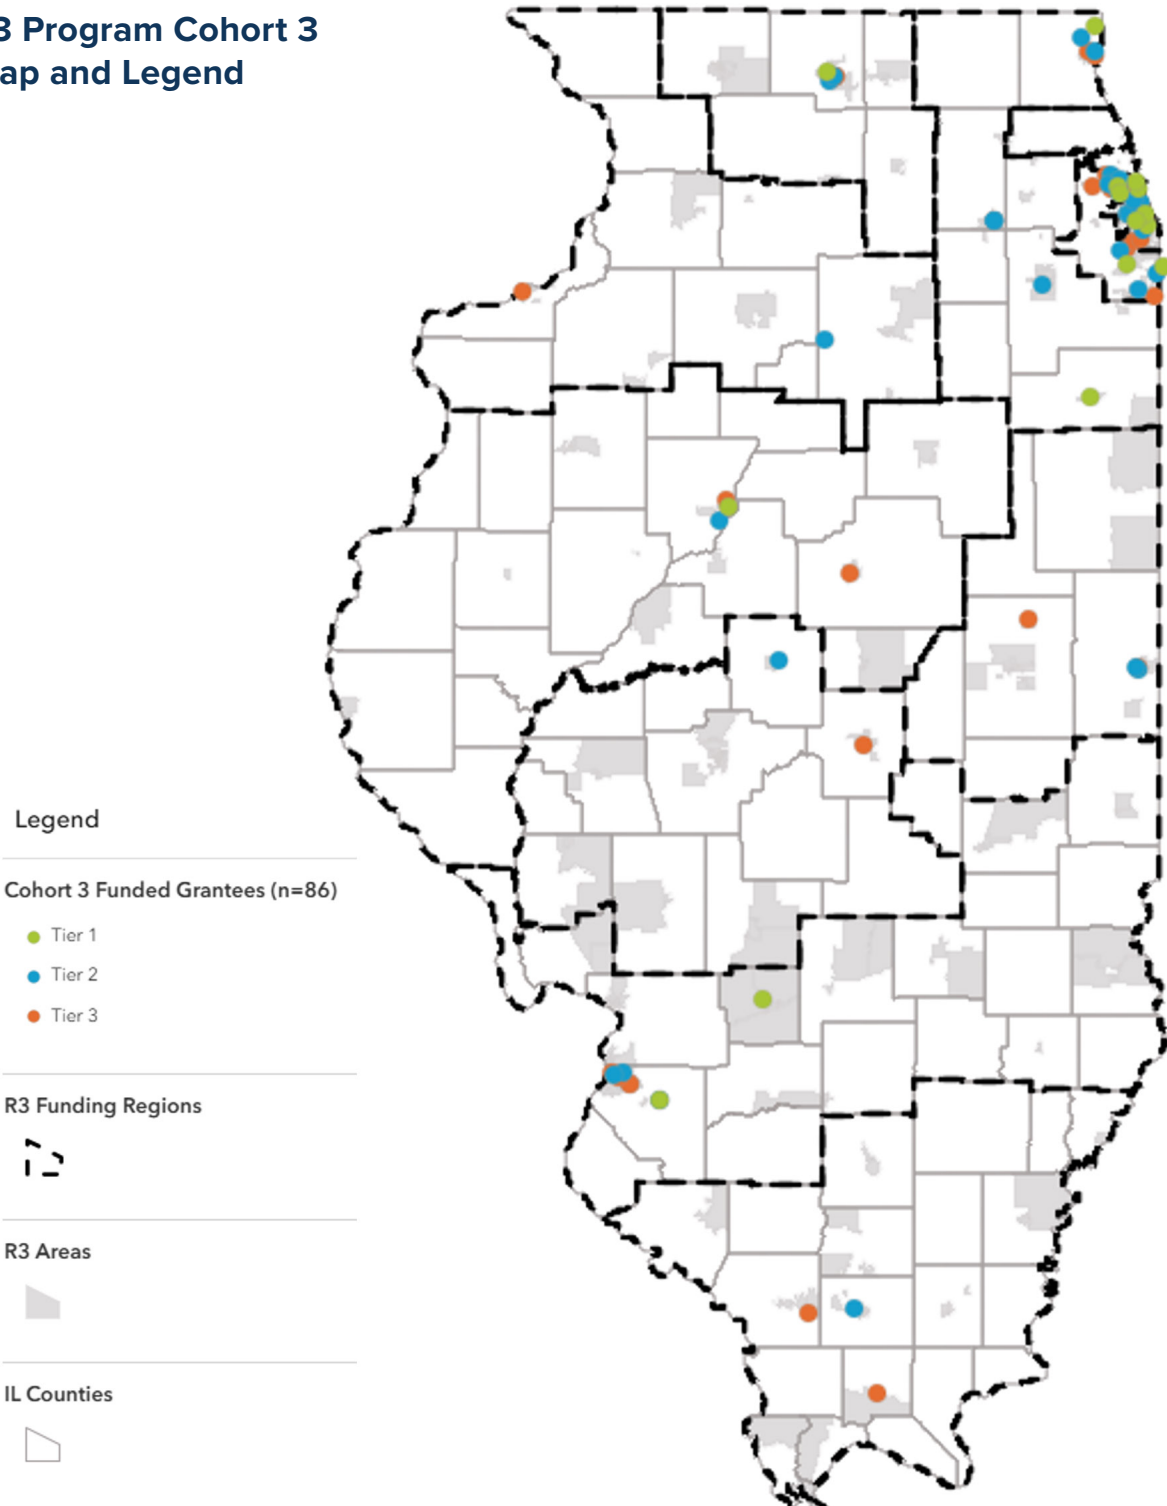 3 Program Cohort 3
ap and Legend
Legend
Cohort 3 Funded Grantees (n=86)
Tier 1
Tier 2
Tier 3
R3 Funding Regions
R3 Areas
IL Counties